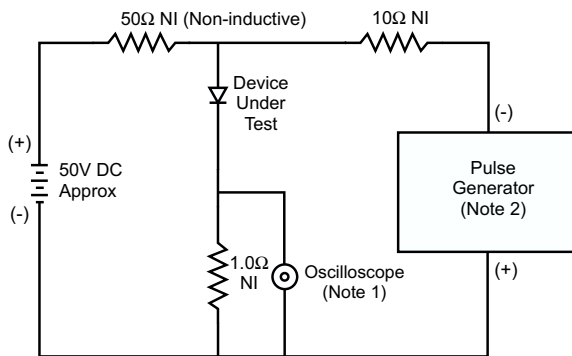 50Ω NI (Non-inductive)
10Ω NI
Device
Under
Test
(+)
50V DC
Approx
(-)
(-)
Pulse
Generator
(Note 2)
(+)
1.0Ω
NI
Oscilloscope
(Note 1)